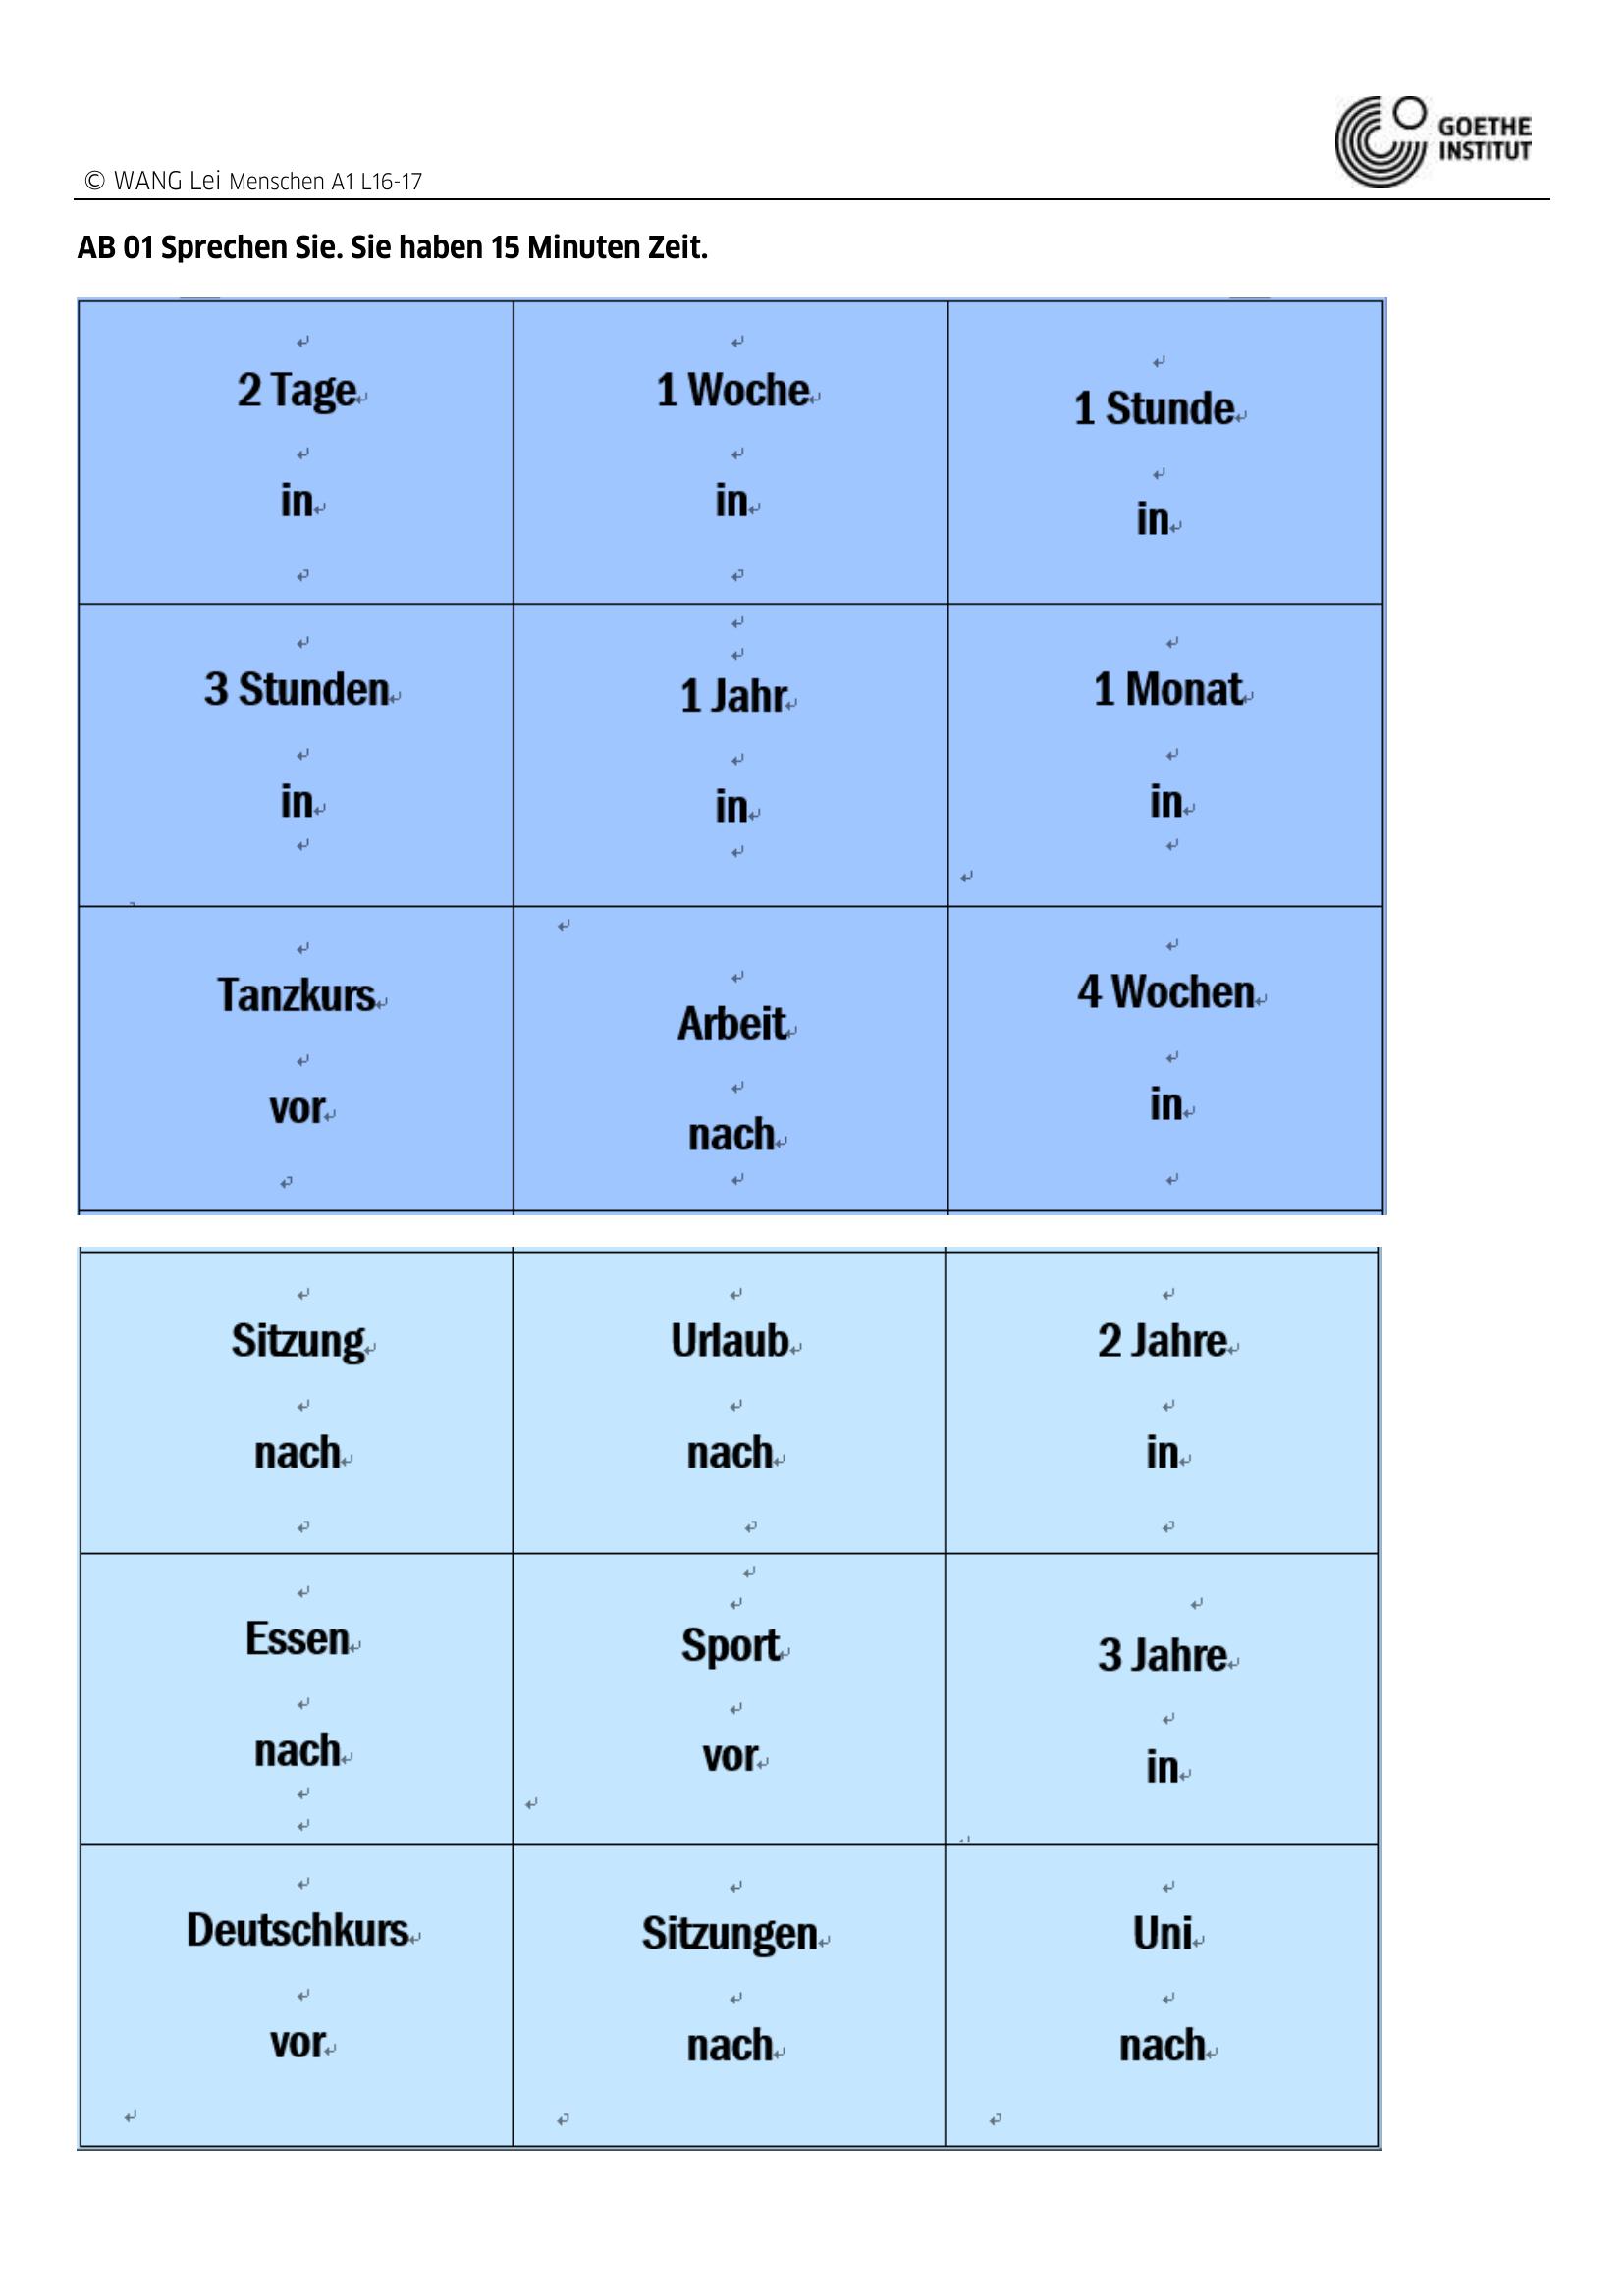 GOETHE
INSTITUT
© WANG Lei Menschen A1 L16-17
AB 01 Sprechen Sie. Sie haben 15 Minuten Zeit.
2 Tage
in
1 Woche
in
1 Stunde
in
3 Stunden
in
1 Jahr
in
1 Monat
in
Tanzkurs
vor
Arbeit
nach
4 Wochen
in
Sitzung
nach
Urlaub
nach
2 Jahre
in
Essen
nach
Sport
vor
3 Jahre
in
Deutschkurs
vor
Sitzungen
nach
Uni
nach